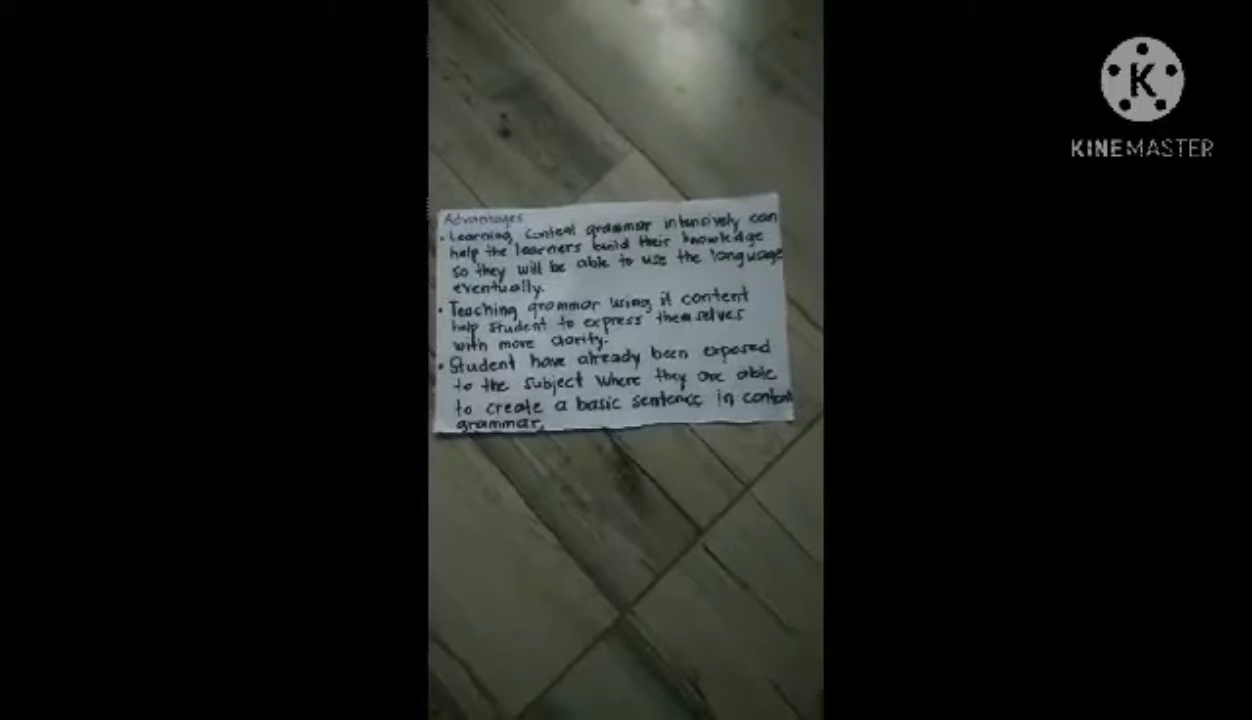 Advantages
• Learning content grammar intensively can
help the learners build their knowledge
so they will be able to use the language
eventually.
• Teaching grammar using it content
help student to express themselves
with more clarity.
• Student have already been exposed
to the subject where they are able
to create a basic sentence in content
grammar.
KINEMASTER